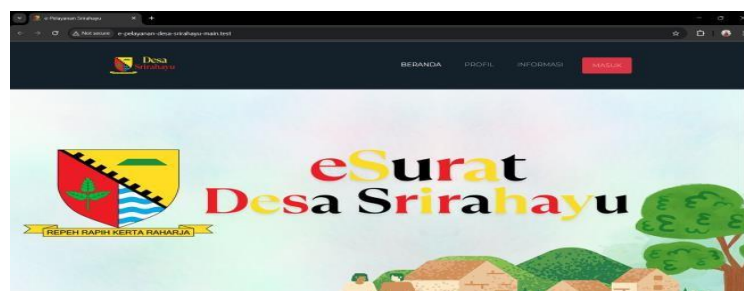 e-Pelayanan Srirahayu
Not secure e-pelayanan-desa-srirahayu-main.test
Desa
Srirahayu
BERANDA PROFIL INFORMASI MASUK
eSurat
Desa Srirahayu
REPEH RAPIH KERTA RAHARJA